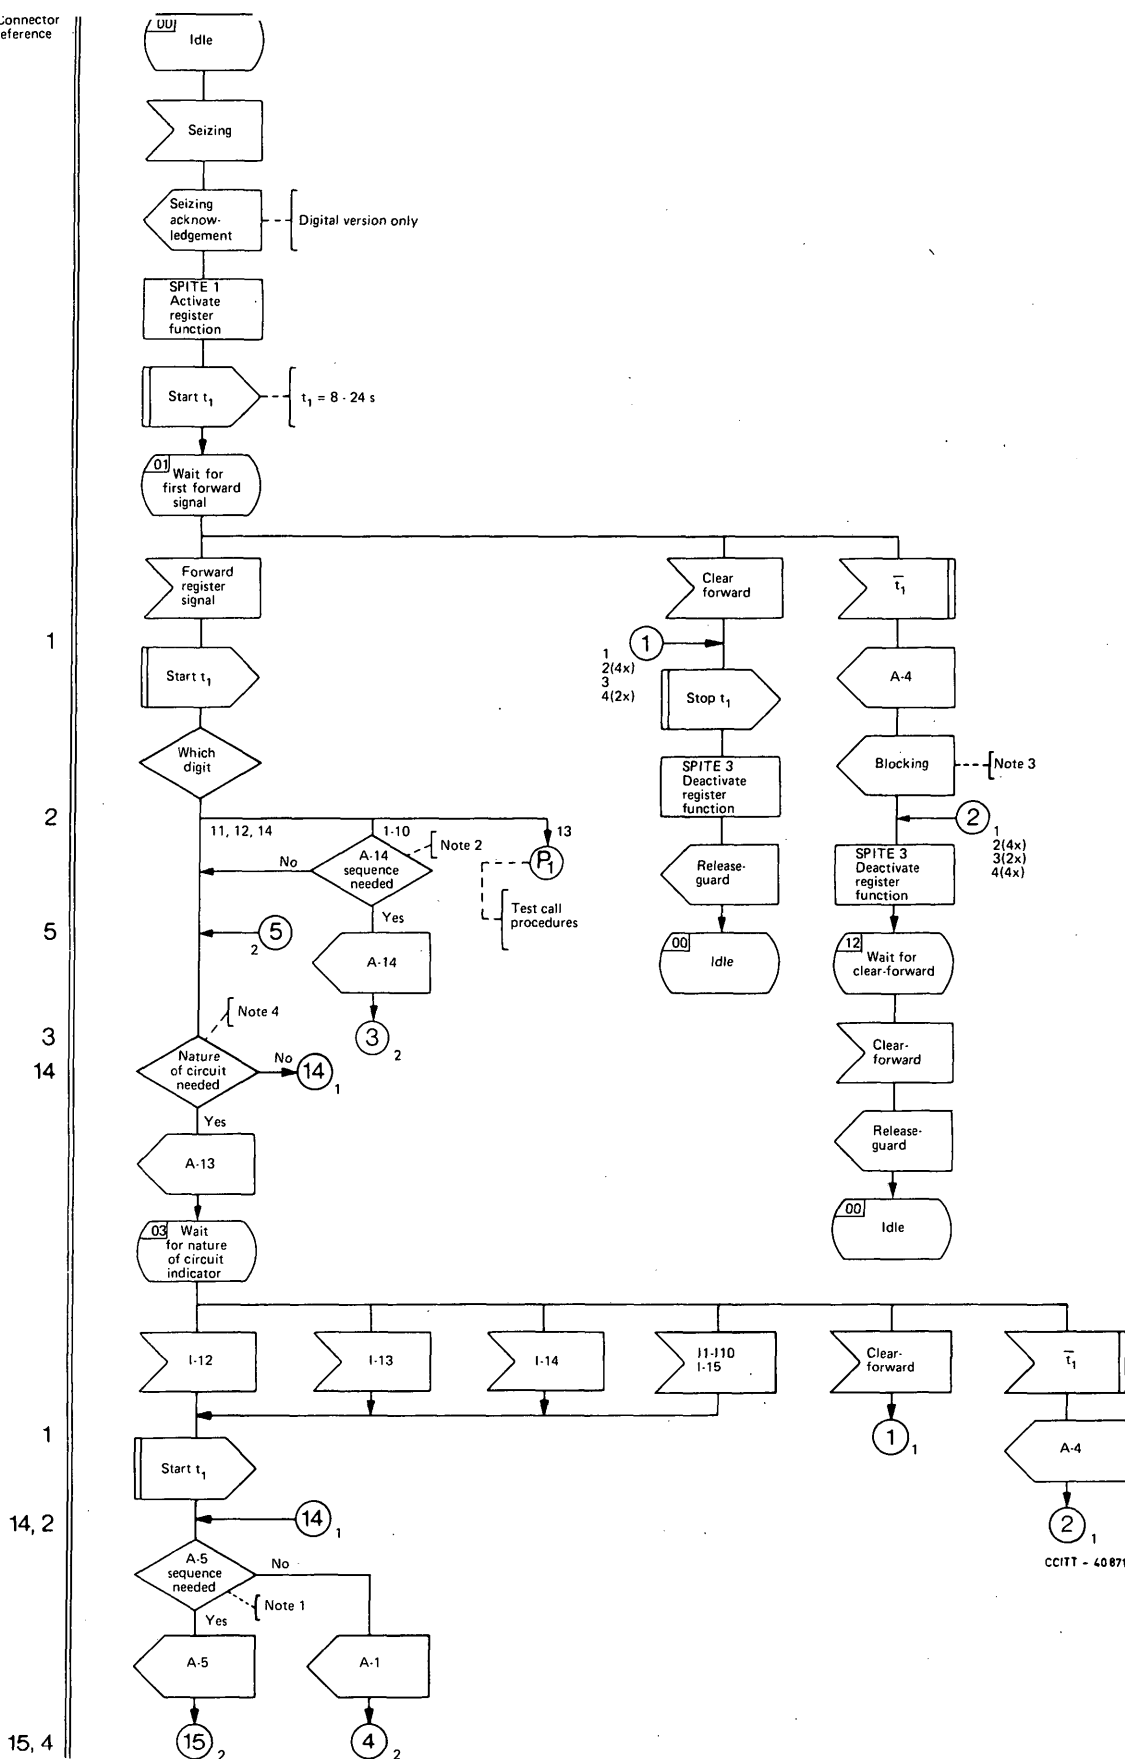 Connector
eference
00
Idle
Seizing
Seizing
acknow-
ledgement
Digital version only
SPITE 1
Activate
register
function
Start t1
t1 = 8 - 24 s
01
Wait for
first forward
signal
Forward
register
signal
Clear
forward
t1
1
1
1
2(4x)
3
4(2x)
Start t1
Stop t1
A-4
Which
digit
SPITE 3
Deactivate
register
function
Blocking
Note 3
2
11, 12, 14
1-10
13
2
1
2(4x)
3(2x)
4(4x)
No
A-14
sequence
needed
Note 2
P1
Release-
guard
SPITE 3
Deactivate
register
function
Yes
Test call
procedures
5
5
2
A-14
00
Idle
12
Wait for
clear-forward
Note 4
3
3
2
14
Nature
of circuit
needed
No
14
1
Clear-
forward
Yes
A-13
Release-
guard
03
Wait
for nature
of circuit
indicator
00
Idle
I-12
I-13
I-14
I1-I10
I-15
Clear-
forward
t1
1
1
1
Start t1
A-4
14, 2
14
1
2
1
A-5
sequence
needed
No
CCITT - 40871
Note 1
Yes
A-5
A-1
15, 4
15
2
4
2